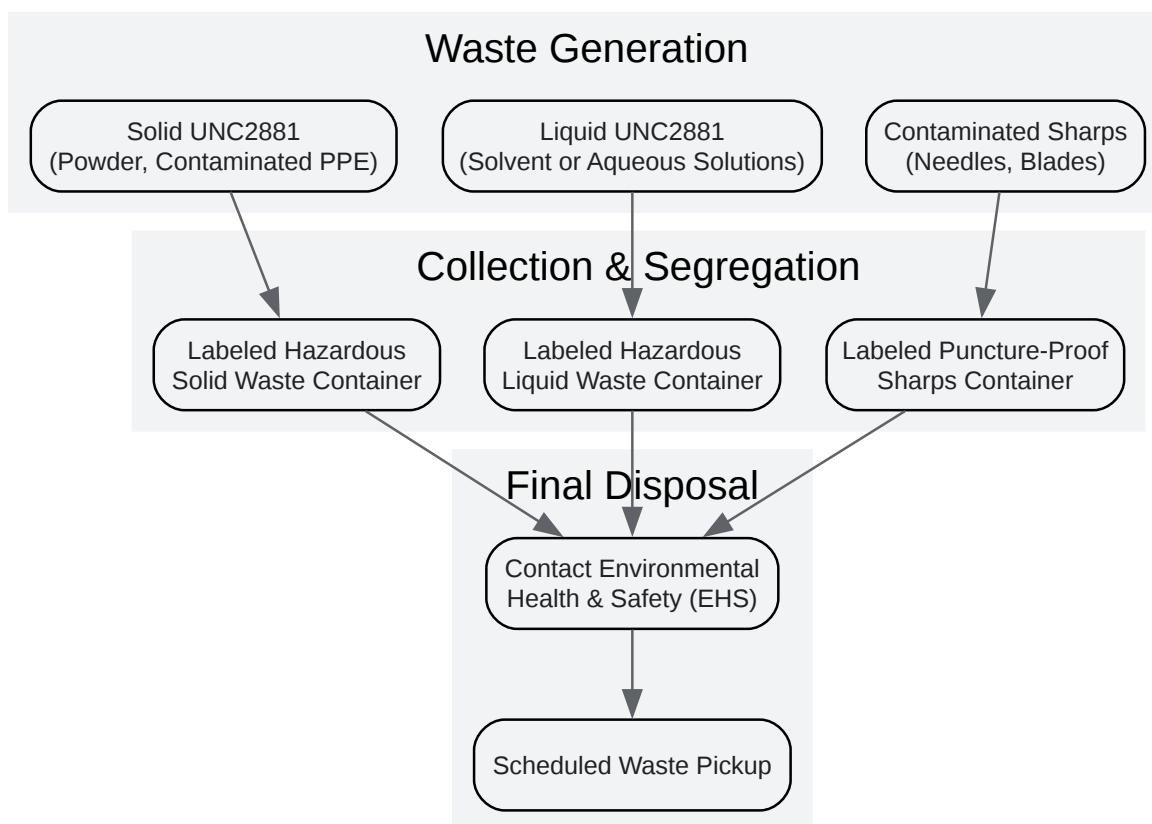 Waste Generation
Solid UNC2881
(Powder, Contaminated PPE)
Liquid UNC2881
(Solvent or Aqueous Solutions)
Contaminated Sharps
(Needles, Blades)
Collection & Segregation
Labeled Hazardous
Solid Waste Container
Labeled Hazardous
Liquid Waste Container
Labeled Puncture-Proof
Sharps Container
Final Disposal
Contact Environmental
Health & Safety (EHS)
Scheduled Waste Pickup